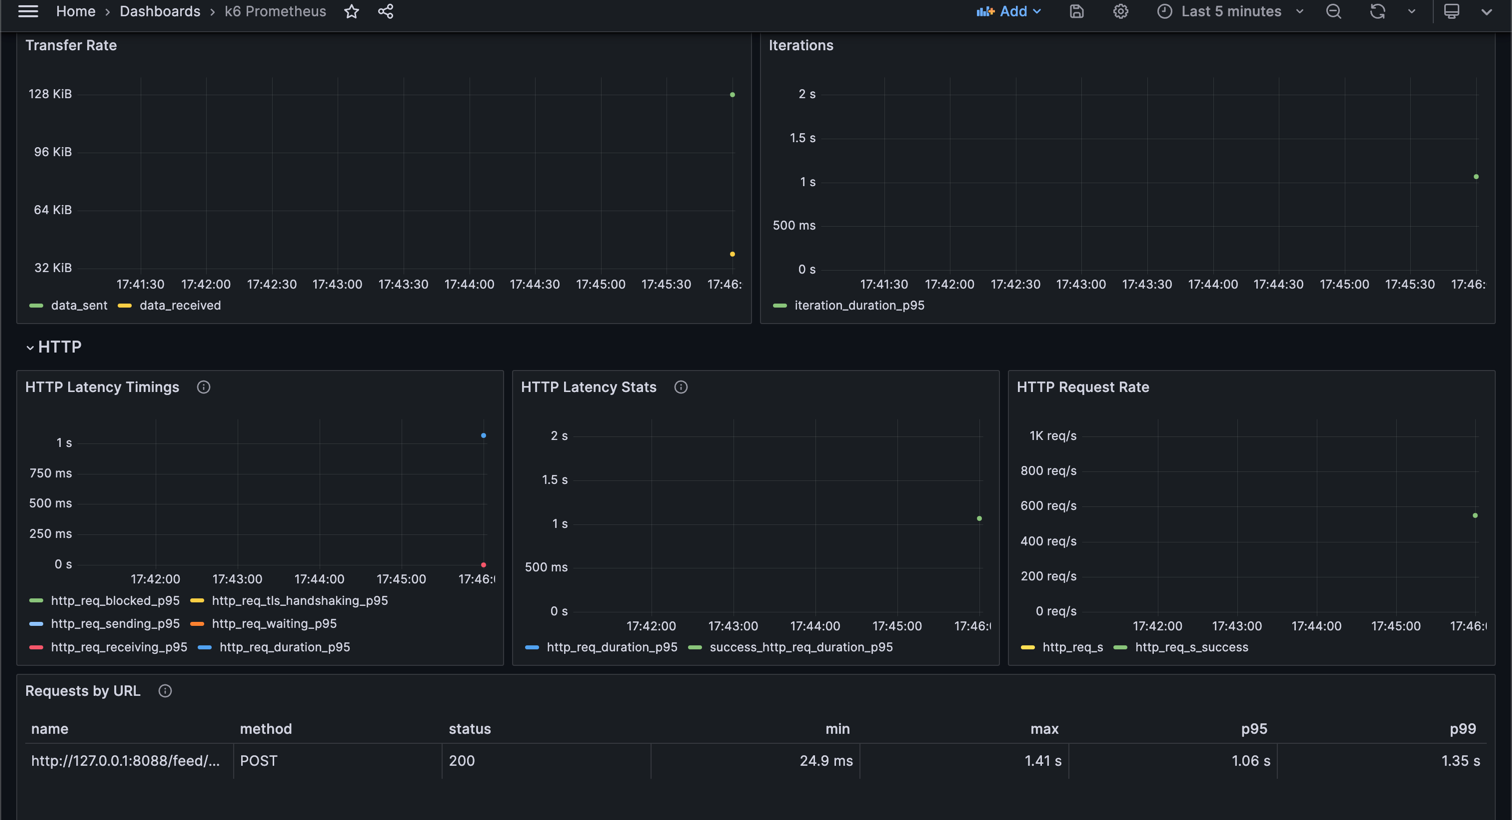 Home › Dashboards › k6 Prometheus Add Last 5 minutes
Transfer Rate
128 KiB
96 KiB
64 KiB
32 KiB
17:41:30 17:42:00 17:42:30 17:43:00 17:43:30 17:44:00 17:44:30 17:45:00 17:45:30 17:46:
data_sent data_received
Iterations
2 s
1.5 s
1 s
500 ms
0 s
17:41:30 17:42:00 17:42:30 17:43:00 17:43:30 17:44:00 17:44:30 17:45:00 17:45:30 17:46:
iteration_duration_p95
HTTP
HTTP Latency Timings
1 s
750 ms
500 ms
250 ms
0 s
17:42:00 17:43:00 17:44:00 17:45:00 17:46:
http_req_blocked_p95 http_req_tls_handshaking_p95
http_req_sending_p95 http_req_waiting_p95
http_req_receiving_p95 http_req_duration_p95
HTTP Latency Stats
2 s
1.5 s
1 s
500 ms
0 s
17:42:00 17:43:00 17:44:00 17:45:00 17:46:
http_req_duration_p95 success_http_req_duration_p95
HTTP Request Rate
1K req/s
800 req/s
600 req/s
400 req/s
200 req/s
0 req/s
17:42:00 17:43:00 17:44:00 17:45:00 17:46:
http_req_s http_req_s_success
Requests by URL
name method status min max p95 p99
http://127.0.0.1:8088/feed/... POST 200 24.9 ms 1.41 s 1.06 s 1.35 s